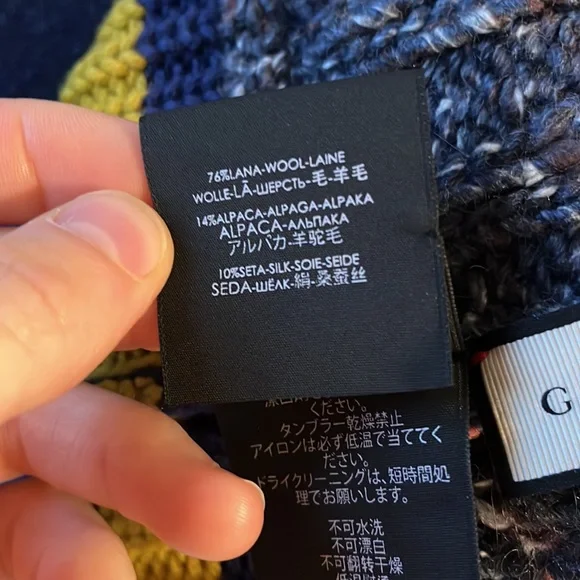 76%LANA-WOOL-LAINE
WOLLE-LÃ-ШЕРСТЬ-毛-羊毛
14%ALPACA-ALPAGA-ALPAKA
ALPACA-АЛЬПАКА
アルパカ-羊驼毛
10%SETA-SILK-SOIE-SEIDE
SEDA-ШЁЛК-絹-桑蚕丝
ください。
タンブラー乾燥禁止
アイロンは必ず低温で当ててく
ださい。
ドライクリーニングは、短時間処
理でお願いします。
不可水洗
不可漂白
不可翻转干燥
G